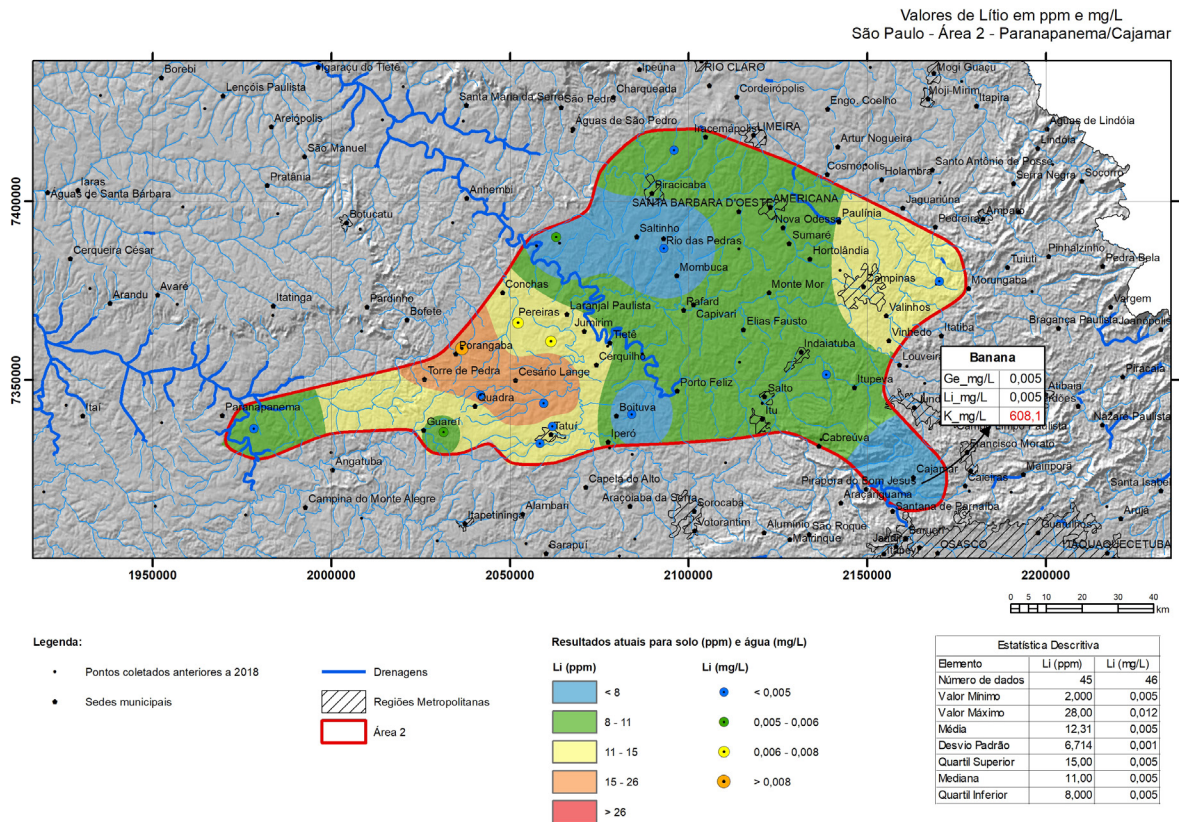 Valores de Lítio em ppm e mg/L
São Paulo - Área 2 - Paranapanema/Cajamar
Borebi
Igaraçu do Tietê
Ipeúna
RIO CLARO
Mogi Guaçu
Lençóis Paulista
Santa Maria da Serra
São Pedro
Charqueada
Cordeirópolis
Engo. Coelho
Moji-Mirim
Itapira
Areiópolis
Águas de São Pedro
Iracemápolis
LIMEIRA
Artur Nogueira
Águas de Lindóia
Lindóia
São Manuel
Pratânia
Cosmópolis
Holambra
Santo Antônio de Posse
Serra Negra
Socorro
Iaras
Águas de Santa Bárbara
Anhembi
Piracicaba
SANTA BARBARA D'OESTE
AMERICANA
Nova Odessa
Paulínia
Jaguariúna
Pedreira
Amparo
Botucatu
Saltinho
Rio das Pedras
Sumaré
Hortolândia
Cerqueira César
Mombuca
Tuiuti
Pinhalzinho
Pedra Bela
Avaré
Arandu
Itatinga
Pardinho
Bofete
Conchas
Pereiras
Laranjal Paulista
Jumirim
Tietê
Rafard
Capivari
Monte Mor
Elias Fausto
Campinas
Valinhos
Vinhedo
Morungaba
Itatiba
Vargem
Bragança Paulista
Joanópolis
Porangaba
Torre de Pedra
Cesário Lange
Cerquilho
Indaiatuba
Louveira
Itupeva
Piracaia
Atibaia
Itaí
Paranapanema
Quadra
Guareí
Tatuí
Boituva
Iperó
Porto Feliz
Salto
Itu
Cabreúva
Nazaré Paulista
Francisco Morato
Banana
Ge_mg/L 0,005
Li_mg/L 0,005
K_mg/L 608,1
Angatuba
Campina do Monte Alegre
Itapetininga
Alambari
Capela do Alto
Araçoiaba da Serra
Sorocaba
Votorantim
Sarapuí
Alumínio
Mairinque
São Roque
Araçariguama
Pirapora do Bom Jesus
Cajamar
Caieiras
Mairiporã
Santa Isabel
Santana de Parnaíba
Barueri
Jandira
Itapevi
OSASCO
Guarulhos
Arujá
ITAQUAQUECETUBA
7400000
7350000
1950000 2000000 2050000 2100000 2150000 2200000
0 5 10 20 30 40
km
Legenda:
Pontos coletados anteriores a 2018
Sedes municipais
Drenagens
Regiões Metropolitanas
Área 2
Resultados atuais para solo (ppm) e água (mg/L)
Li (ppm) Li (mg/L)
< 8 < 0,005
8 - 11 0,005 - 0,006
11 - 15 0,006 - 0,008
15 - 26 > 0,008
> 26
Estatística Descritiva
Elemento Li (ppm) Li (mg/L)
Número de dados 45 46
Valor Mínimo 2,000 0,005
Valor Máximo 28,00 0,012
Média 12,31 0,005
Desvio Padrão 6,714 0,001
Quartil Superior 15,00 0,005
Mediana 11,00 0,005
Quartil Inferior 8,000 0,005